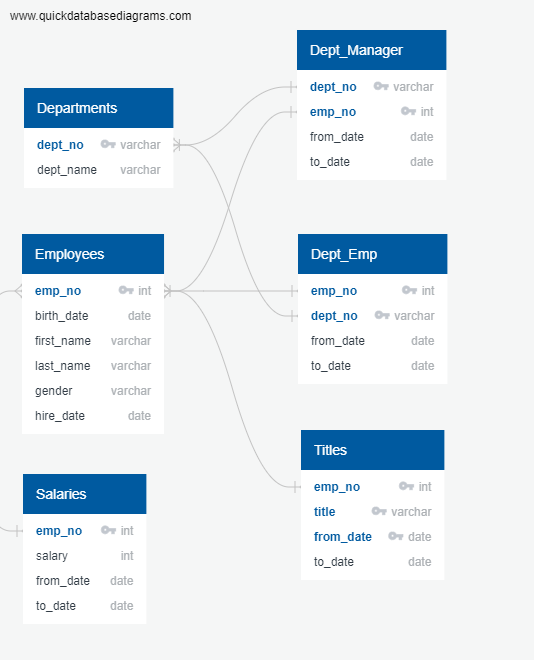 www.quickdatabasediagrams.com
Dept_Manager
dept_no varchar
emp_no int
from_date date
to_date date
Departments
dept_no varchar
dept_name varchar
Employees
emp_no int
birth_date date
first_name varchar
last_name varchar
gender varchar
hire_date date
Dept_Emp
emp_no int
dept_no varchar
from_date date
to_date date
Titles
emp_no int
title varchar
from_date date
to_date date
Salaries
emp_no int
salary int
from_date date
to_date date